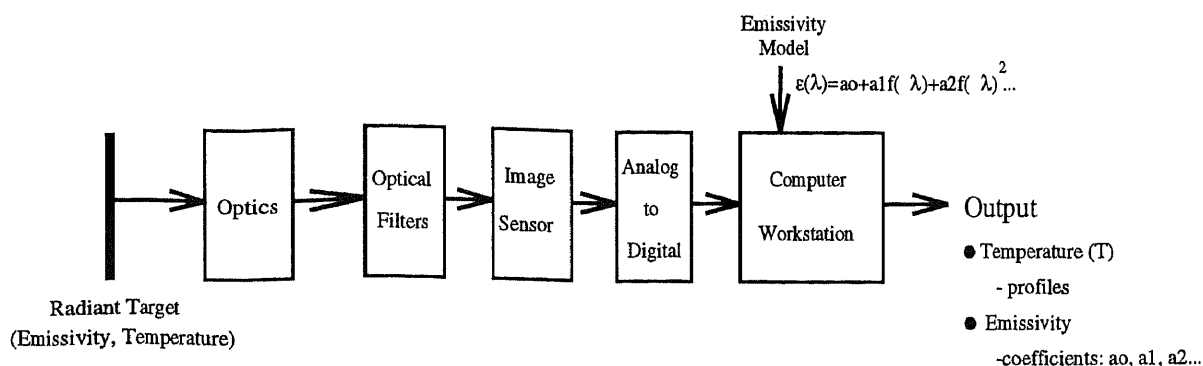 Emissivity
Model
ε(λ)=ao+a1f( λ)+a2f( λ)²...
Optics
Optical
Filters
Image
Sensor
Analog
to
Digital
Computer
Workstation
Output
● Temperature (T)
- profiles
● Emissivity
-coefficients: ao, a1, a2...
Radiant Target
(Emissivity, Temperature)